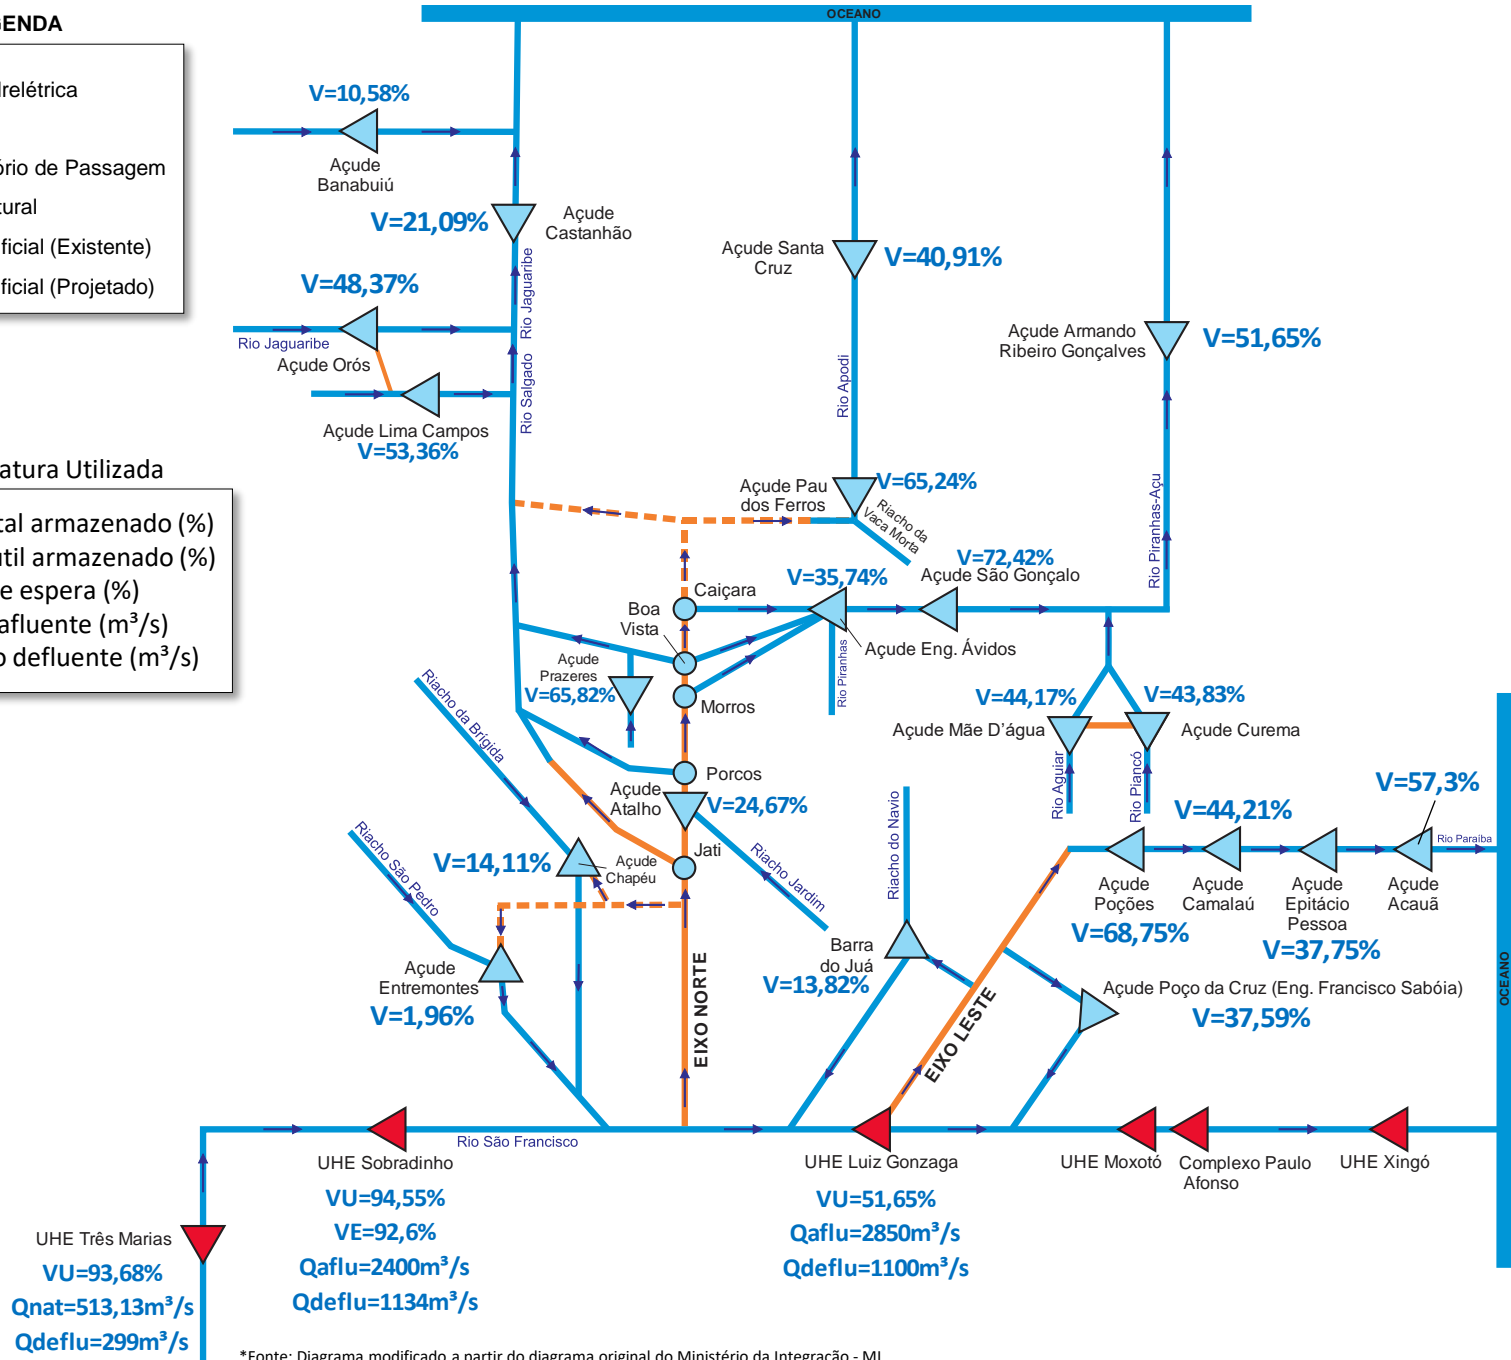 OCEANO
GENDA
drelétrica
ório de Passagem
tural
ificial (Existente)
ificial (Projetado)
V=10,58%
Açude
Banabuiú
V=21,09%
Açude
Castanhão
V=48,37%
Rio Jaguaribe
Rio Jaguaribe
Açude Orós
Rio Salgado
Açude Lima Campos
V=53,36%
Açude Santa
Cruz
V=40,91%
Rio Apodi
Açude Armando
Ribeiro Gonçalves
V=51,65%
Rio Piranhas-Açu
atura Utilizada
tal armazenado (%)
útil armazenado (%)
e espera (%)
afluente (m³/s)
o defluente (m³/s)
Açude Pau
dos Ferros
V=65,24%
Riacho da
Vaca Morta
V=72,42%
Açude São Gonçalo
V=35,74%
Caiçara
Boa
Vista
Açude Eng. Ávidos
Rio Piranhas
Açude
Prazeres
V=65,82%
Morros
Riacho da Brigida
Porcos
Açude
Atalho
V=24,67%
V=44,17%
Açude Mãe D'água
V=43,83%
Açude Curema
Rio Aguiar
Rio Piancó
V=57,3%
V=44,21%
Rio Paraiba
Riacho São Pedro
V=14,11%
Açude
Chapéu
Jati
Riacho Jardim
Riacho do Navio
Açude
Poções
V=68,75%
Açude
Camalaú
Açude
Epitácio
Pessoa
V=37,75%
Açude
Acauã
Açude
Entremontes
V=1,96%
EIXO NORTE
Barra
do Juá
V=13,82%
EIXO LESTE
Açude Poço da Cruz (Eng. Francisco Sabóia)
V=37,59%
OCEANO
Rio São Francisco
UHE Sobradinho
VU=94,55%
VE=92,6%
Qaflu=2400m³/s
Qdeflu=1134m³/s
UHE Luiz Gonzaga
VU=51,65%
Qaflu=2850m³/s
Qdeflu=1100m³/s
UHE Moxotó
Complexo Paulo
Afonso
UHE Xingó
UHE Três Marias
VU=93,68%
Qnat=513,13m³/s
Qdeflu=299m³/s
*Fonte: Diagrama modificado a partir do diagrama original do Ministério da Integração - MI